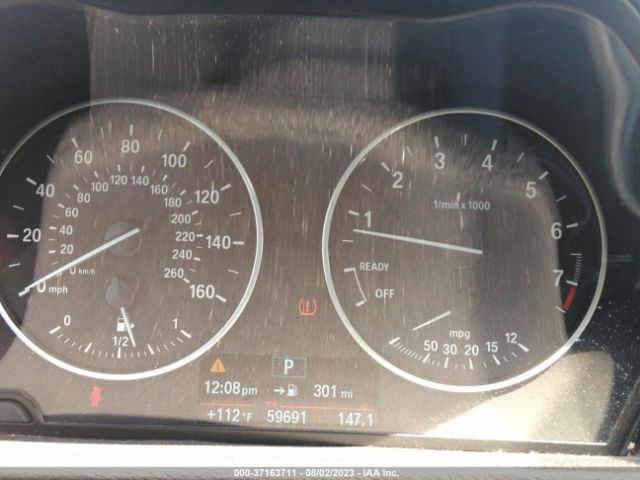 0 20 40 60 80 100 120 140 160
mph
0 20 40 60 80 100 120 140 160 180 200 220 240 260
km/h
0 1/2 1
1 2 3 4 5 6 7
1/min x 1000
READY
OFF
mpg
50 30 20 15 12
P
12:08 pm 301 mi
+112 °F 59691 147.1
000-37163711 - 08/02/2023 - IAA Inc.